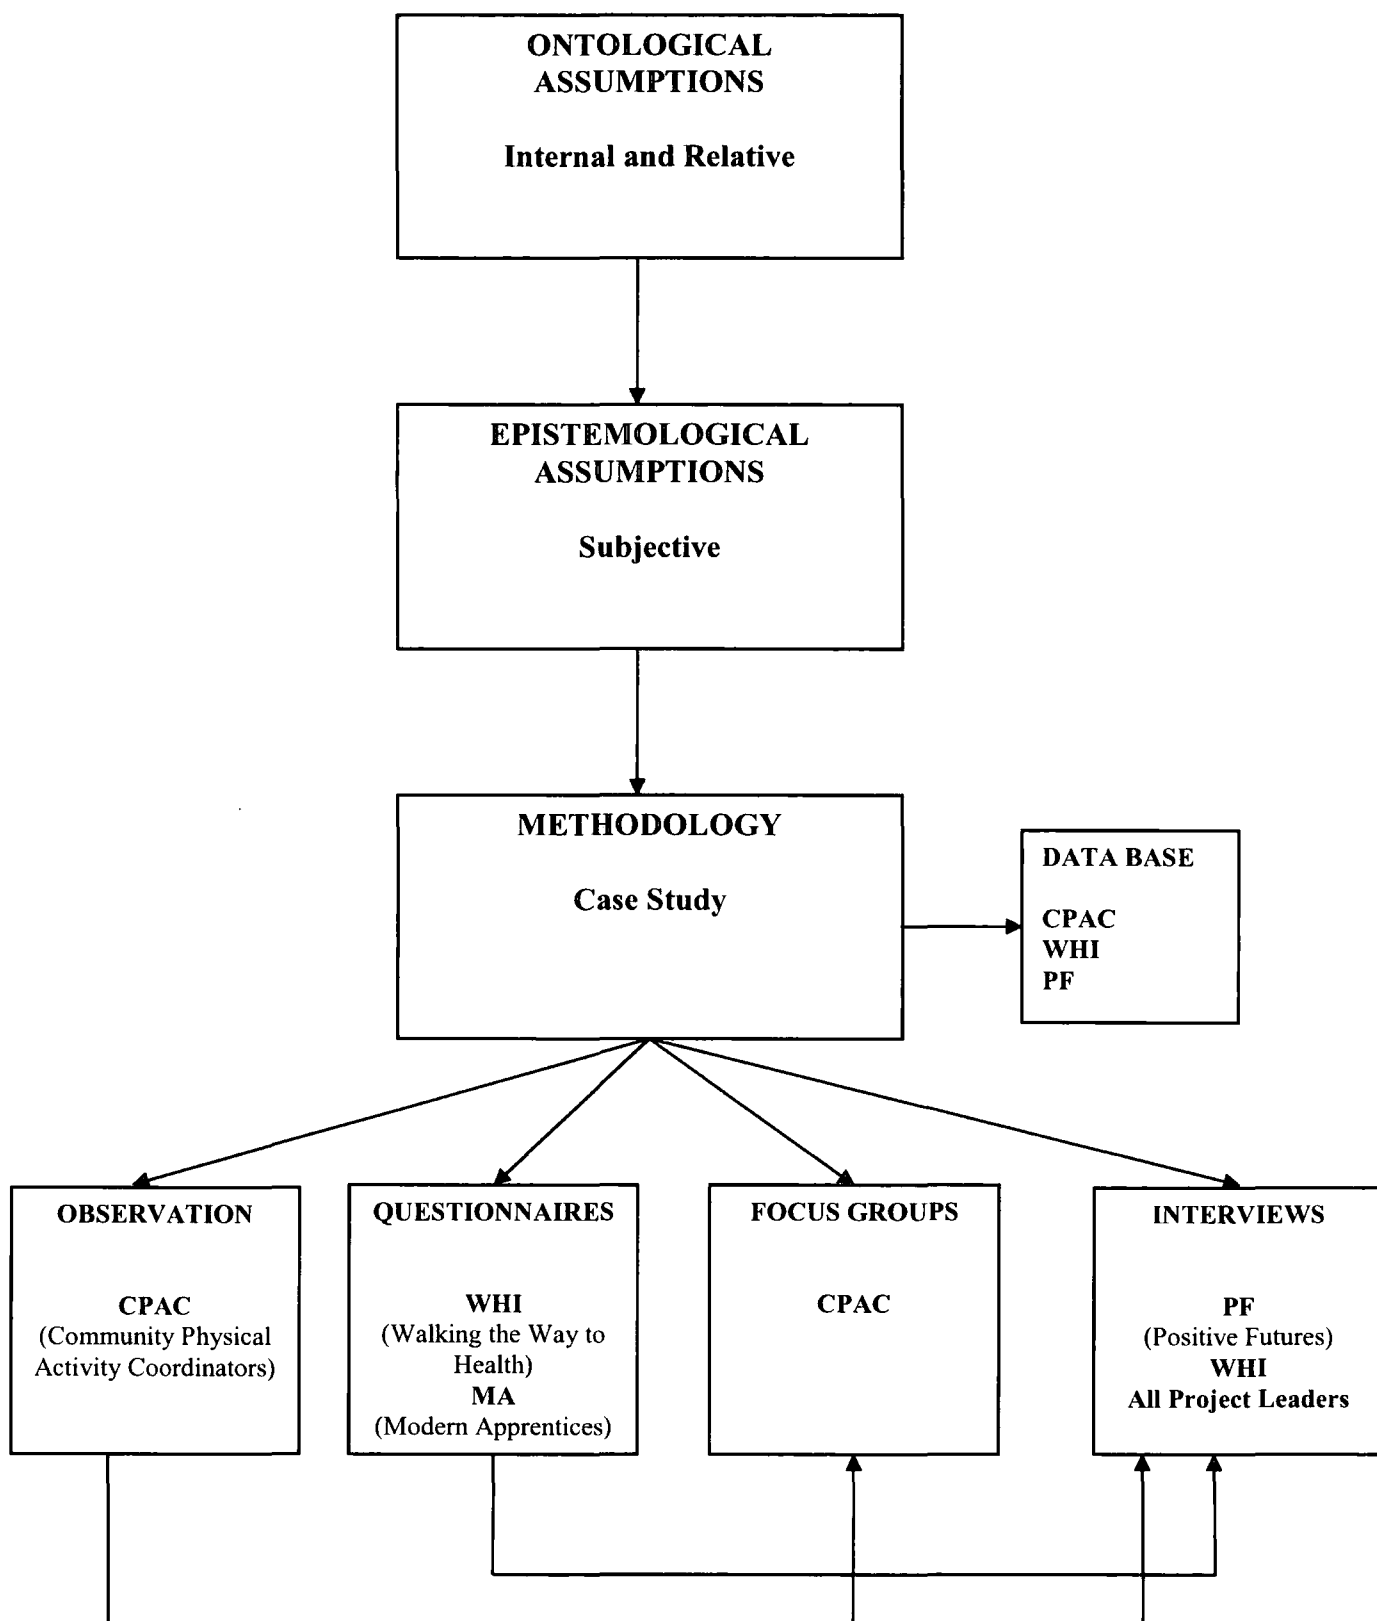 ONTOLOGICAL
ASSUMPTIONS
Internal and Relative
EPISTEMOLOGICAL
ASSUMPTIONS
Subjective
METHODOLOGY
Case Study
DATA BASE
CPAC
WHI
PF
OBSERVATION
CPAC
(Community Physical
Activity Coordinators)
QUESTIONNAIRES
WHI
(Walking the Way to
Health)
MA
(Modern Apprentices)
FOCUS GROUPS
CPAC
INTERVIEWS
PF
(Positive Futures)
WHI
All Project Leaders